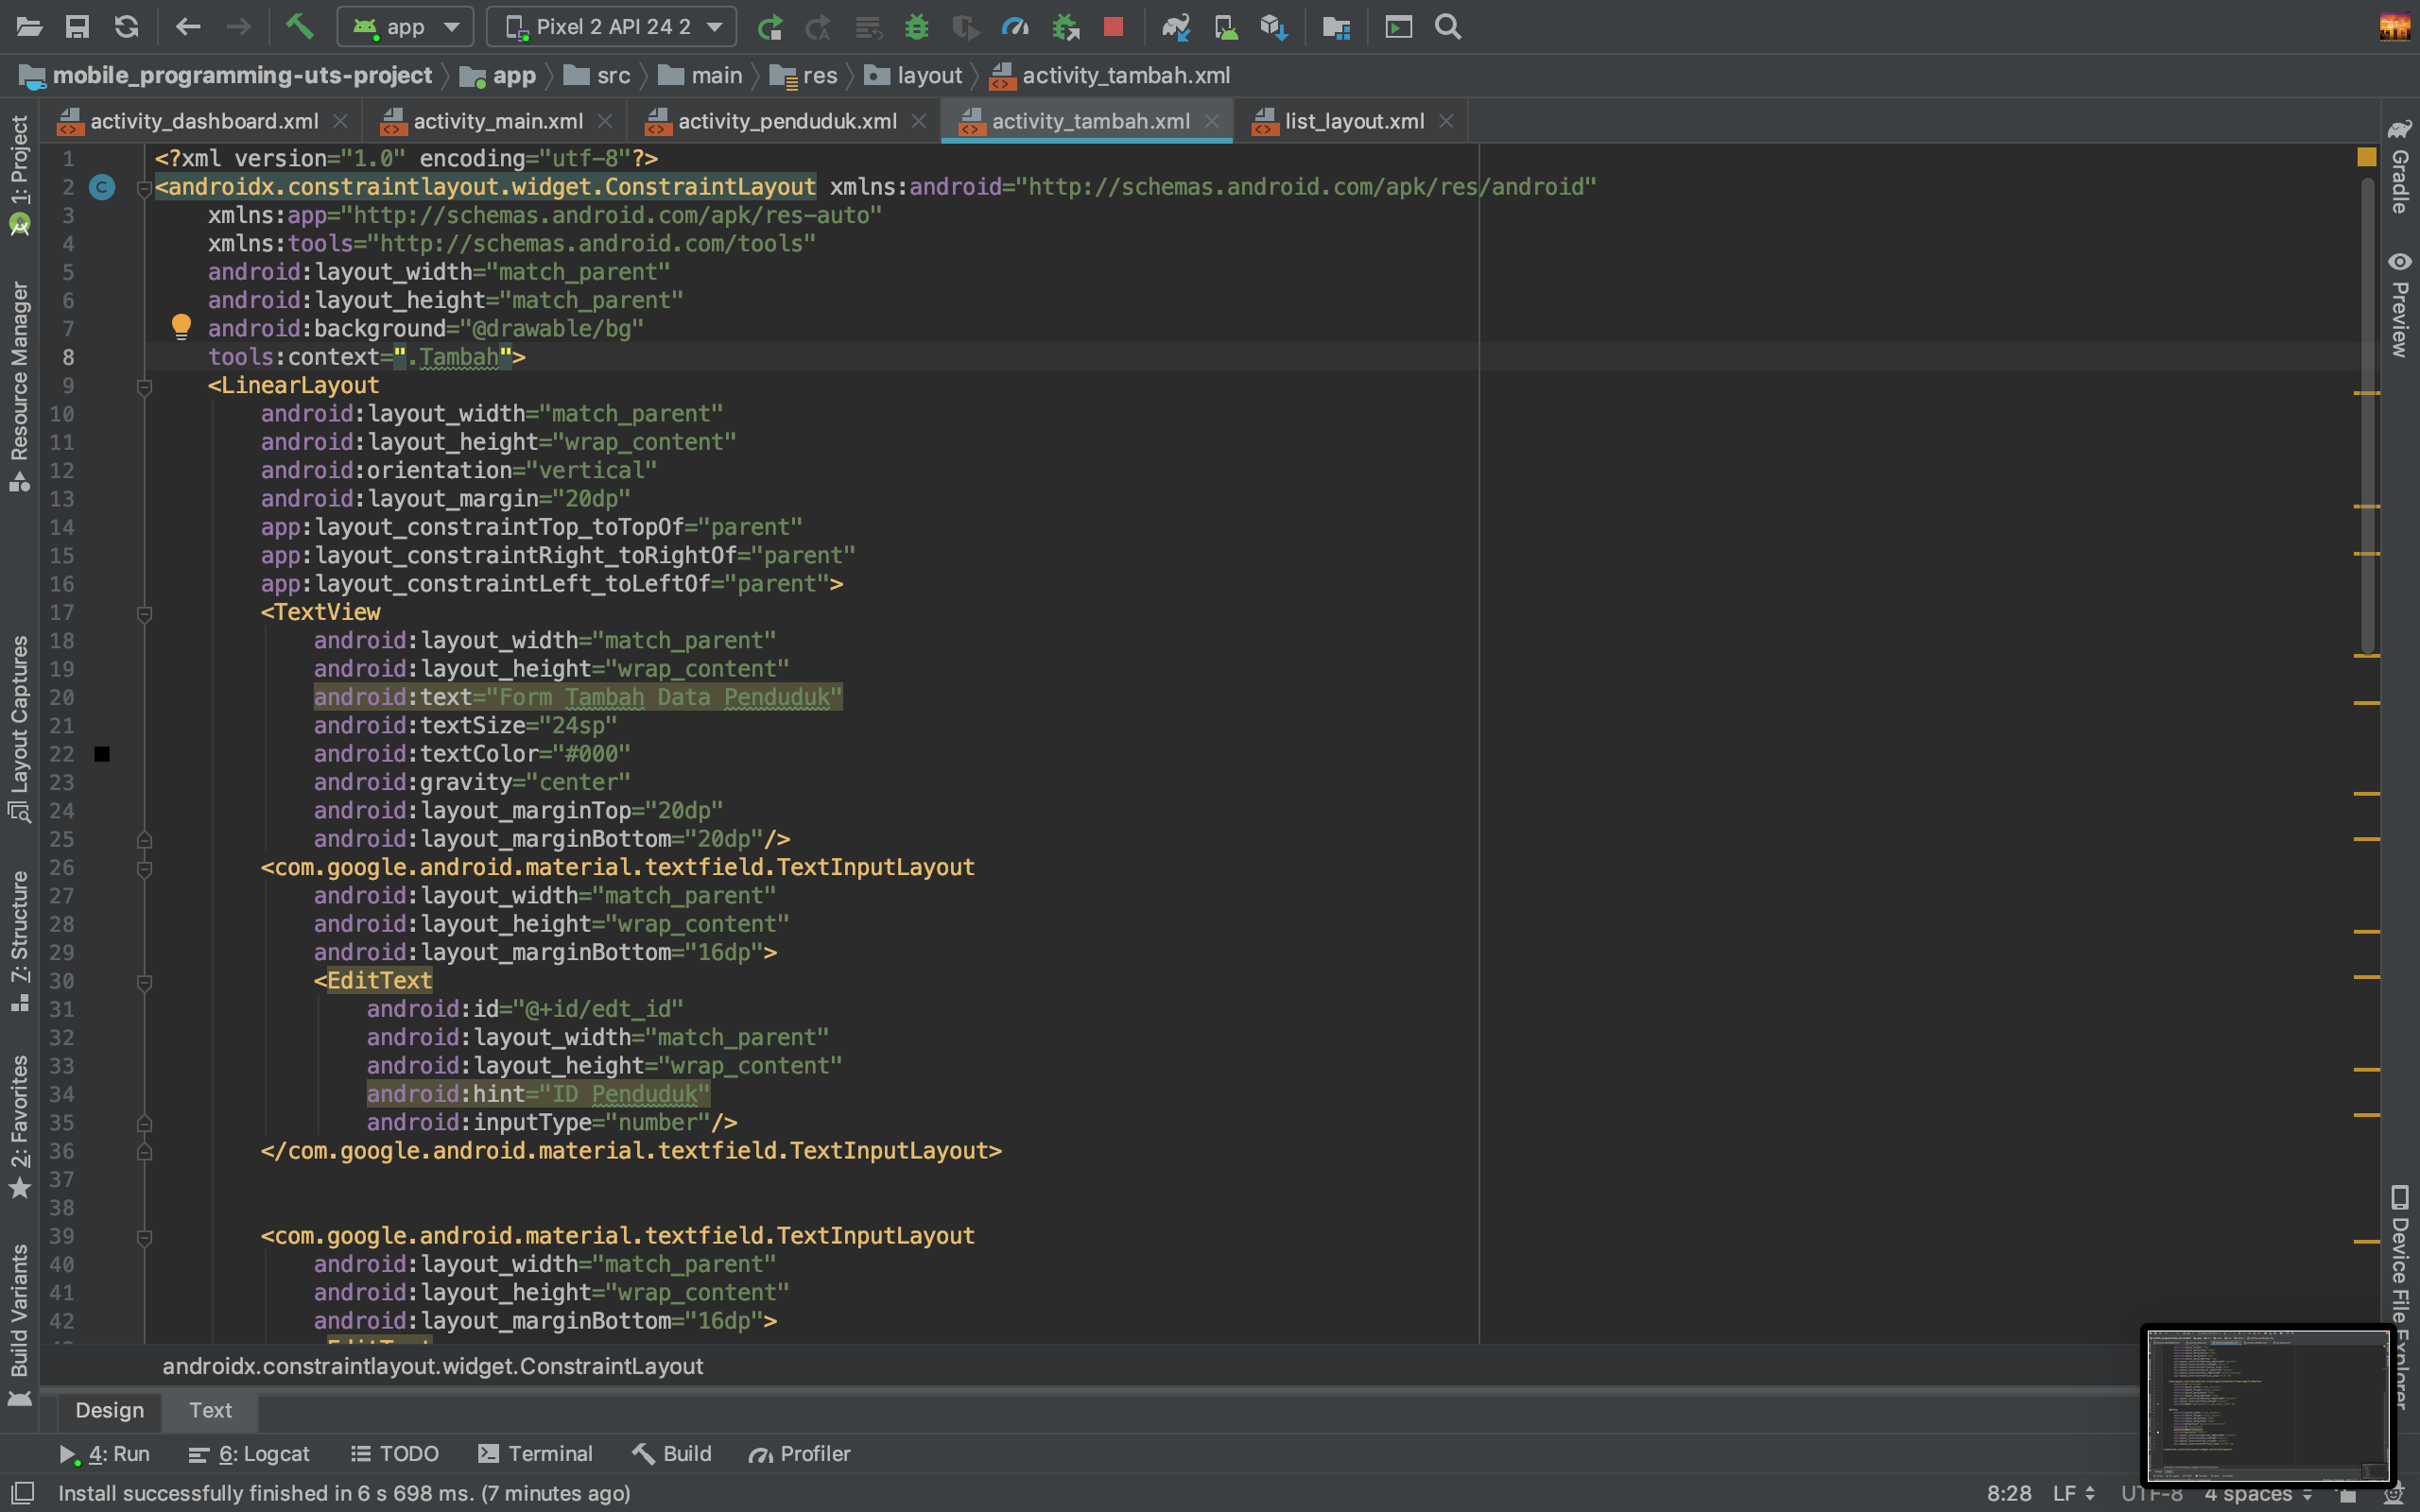 app
Pixel 2 API 24 2
mobile_programming-uts-project
app
src
main
res
layout
activity_tambah.xml
activity_dashboard.xml
activity_main.xml
activity_penduduk.xml
activity_tambah.xml
list_layout.xml
1: Project
Resource Manager
Layout Captures
7: Structure
2: Favorites
Build Variants
1 <?xml version="1.0" encoding="utf-8"?>
2 C <androidx.constraintlayout.widget.ConstraintLayout xmlns:android="http://schemas.android.com/apk/res/android"
3 xmlns:app="http://schemas.android.com/apk/res-auto"
4 xmlns:tools="http://schemas.android.com/tools"
5 android:layout_width="match_parent"
6 android:layout_height="match_parent"
7 android:background="@drawable/bg"
8 tools:context=".Tambah">
9 <LinearLayout
10 android:layout_width="match_parent"
11 android:layout_height="wrap_content"
12 android:orientation="vertical"
13 android:layout_margin="20dp"
14 app:layout_constraintTop_toTopOf="parent"
15 app:layout_constraintRight_toRightOf="parent"
16 app:layout_constraintLeft_toLeftOf="parent">
17 <TextView
18 android:layout_width="match_parent"
19 android:layout_height="wrap_content"
20 android:text="Form Tambah Data Penduduk"
21 android:textSize="24sp"
22 android:textColor="#000"
23 android:gravity="center"
24 android:layout_marginTop="20dp"
25 android:layout_marginBottom="20dp"/>
26 <com.google.android.material.textfield.TextInputLayout
27 android:layout_width="match_parent"
28 android:layout_height="wrap_content"
29 android:layout_marginBottom="16dp">
30 <EditText
31 android:id="@+id/edt_id"
32 android:layout_width="match_parent"
33 android:layout_height="wrap_content"
34 android:hint="ID Penduduk"
35 android:inputType="number"/>
36 </com.google.android.material.textfield.TextInputLayout>
37
38
39 <com.google.android.material.textfield.TextInputLayout
40 android:layout_width="match_parent"
41 android:layout_height="wrap_content"
42 android:layout_marginBottom="16dp">
Gradle
Preview
Device File Explorer
androidx.constraintlayout.widget.ConstraintLayout
Design
Text
4: Run
6: Logcat
TODO
Terminal
Build
Profiler
Install successfully finished in 6 s 698 ms. (7 minutes ago)
8:28
LF
UTF-8
4 spaces